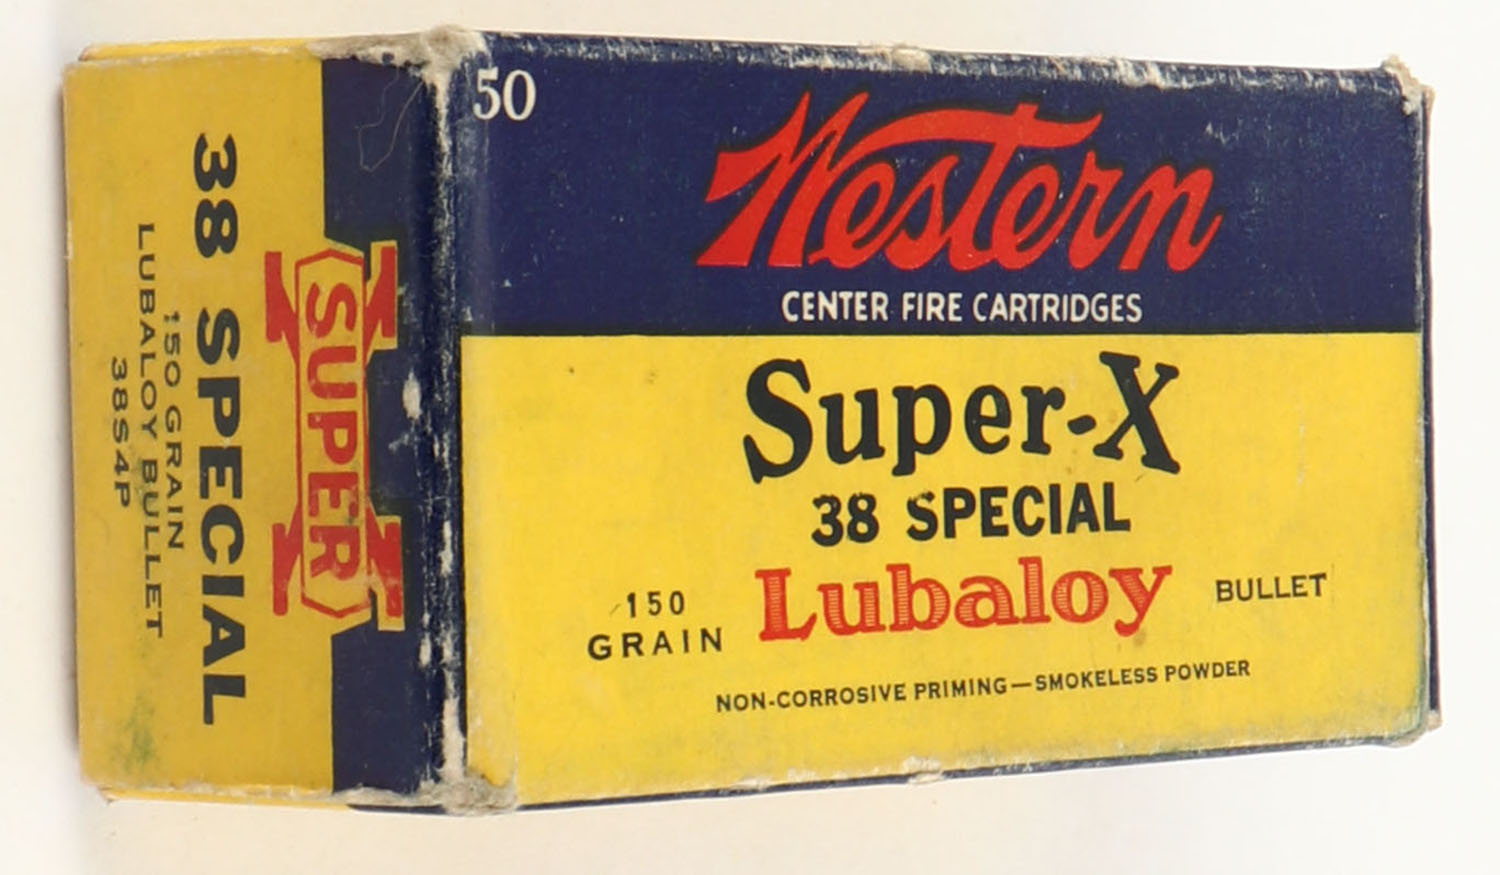 50
Western
CENTER FIRE CARTRIDGES
Super-X
38 SPECIAL
150
GRAIN
Lubaloy
BULLET
NON-CORROSIVE PRIMING—SMOKELESS POWDER
SUPER
38 SPECIAL
150 GRAIN
LUBALOY BULLET
38S4P